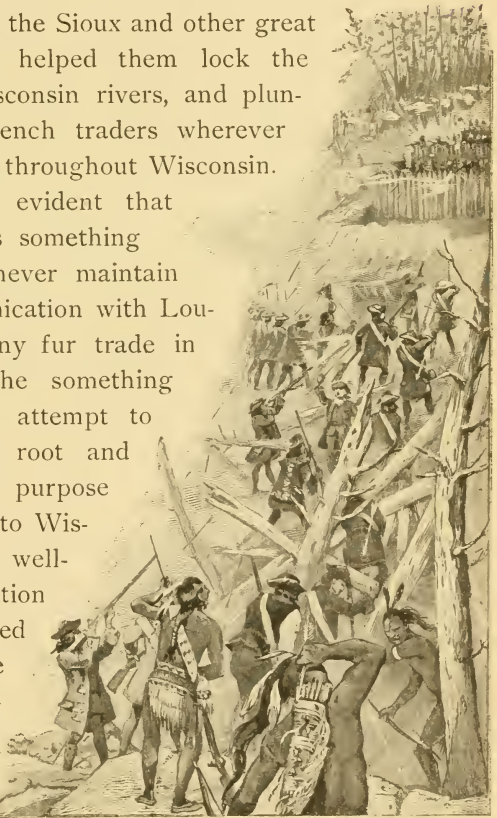 the Sioux and other great
helped them lock the
sconsin rivers, and plun-
ench traders wherever
throughout Wisconsin.
evident that
s something
never maintain
nication with Lou-
ny fur trade in
he something
attempt to
root and
purpose
to Wis-
well-
tion
ed
e